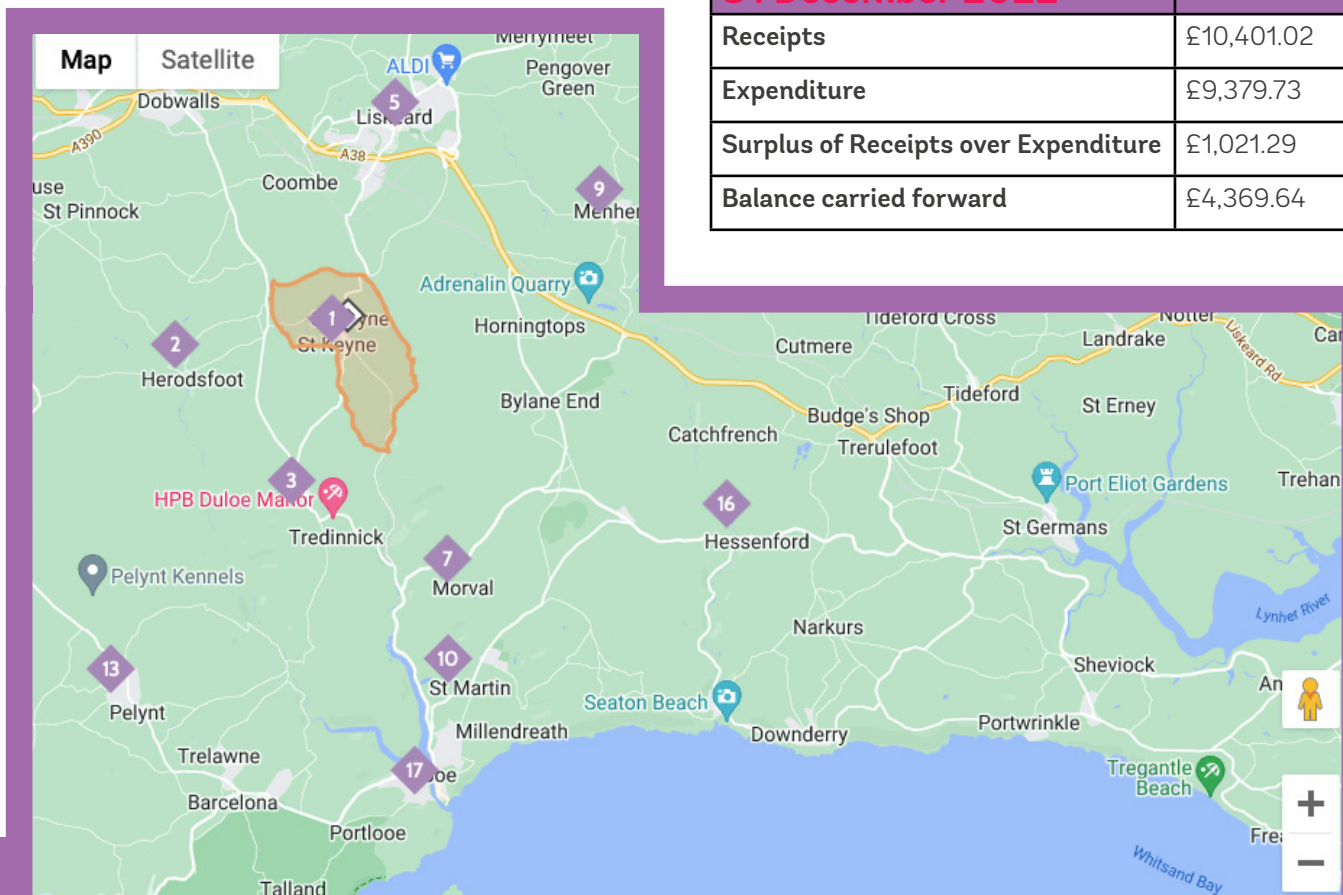 Receipts £10,401.02
Expenditure £9,379.73
Surplus of Receipts over Expenditure £1,021.29
Balance carried forward £4,369.64
Map Satellite
Merrymeet
ALDI
Pengover
Green
Dobwalls
5
A390
A38
Coombe
9
St Pinnock
Adrenalin Quarry
1
St Keyne
Horningtops
Tideford Cross
Notter
Liskeard Rd
2
Cutmere
Landrake
Herodsfoot
Bylane End
Tideford
St Erney
Budge's Shop
Catchfrench
Trerulefoot
3
HPB Duloe Manor
16
Port Eliot Gardens
Trehan
Tredinnick
Hessenford
St Germans
7
Pelynt Kennels
Morval
Lynher River
Narkurs
10
13
St Martin
Sheviock
Pelynt
Seaton Beach
Millendreath
Downderry
Portwrinkle
Trelawne
17
Tregantle
Beach
Barcelona
Portlooe
Whitsand Bay
Talland